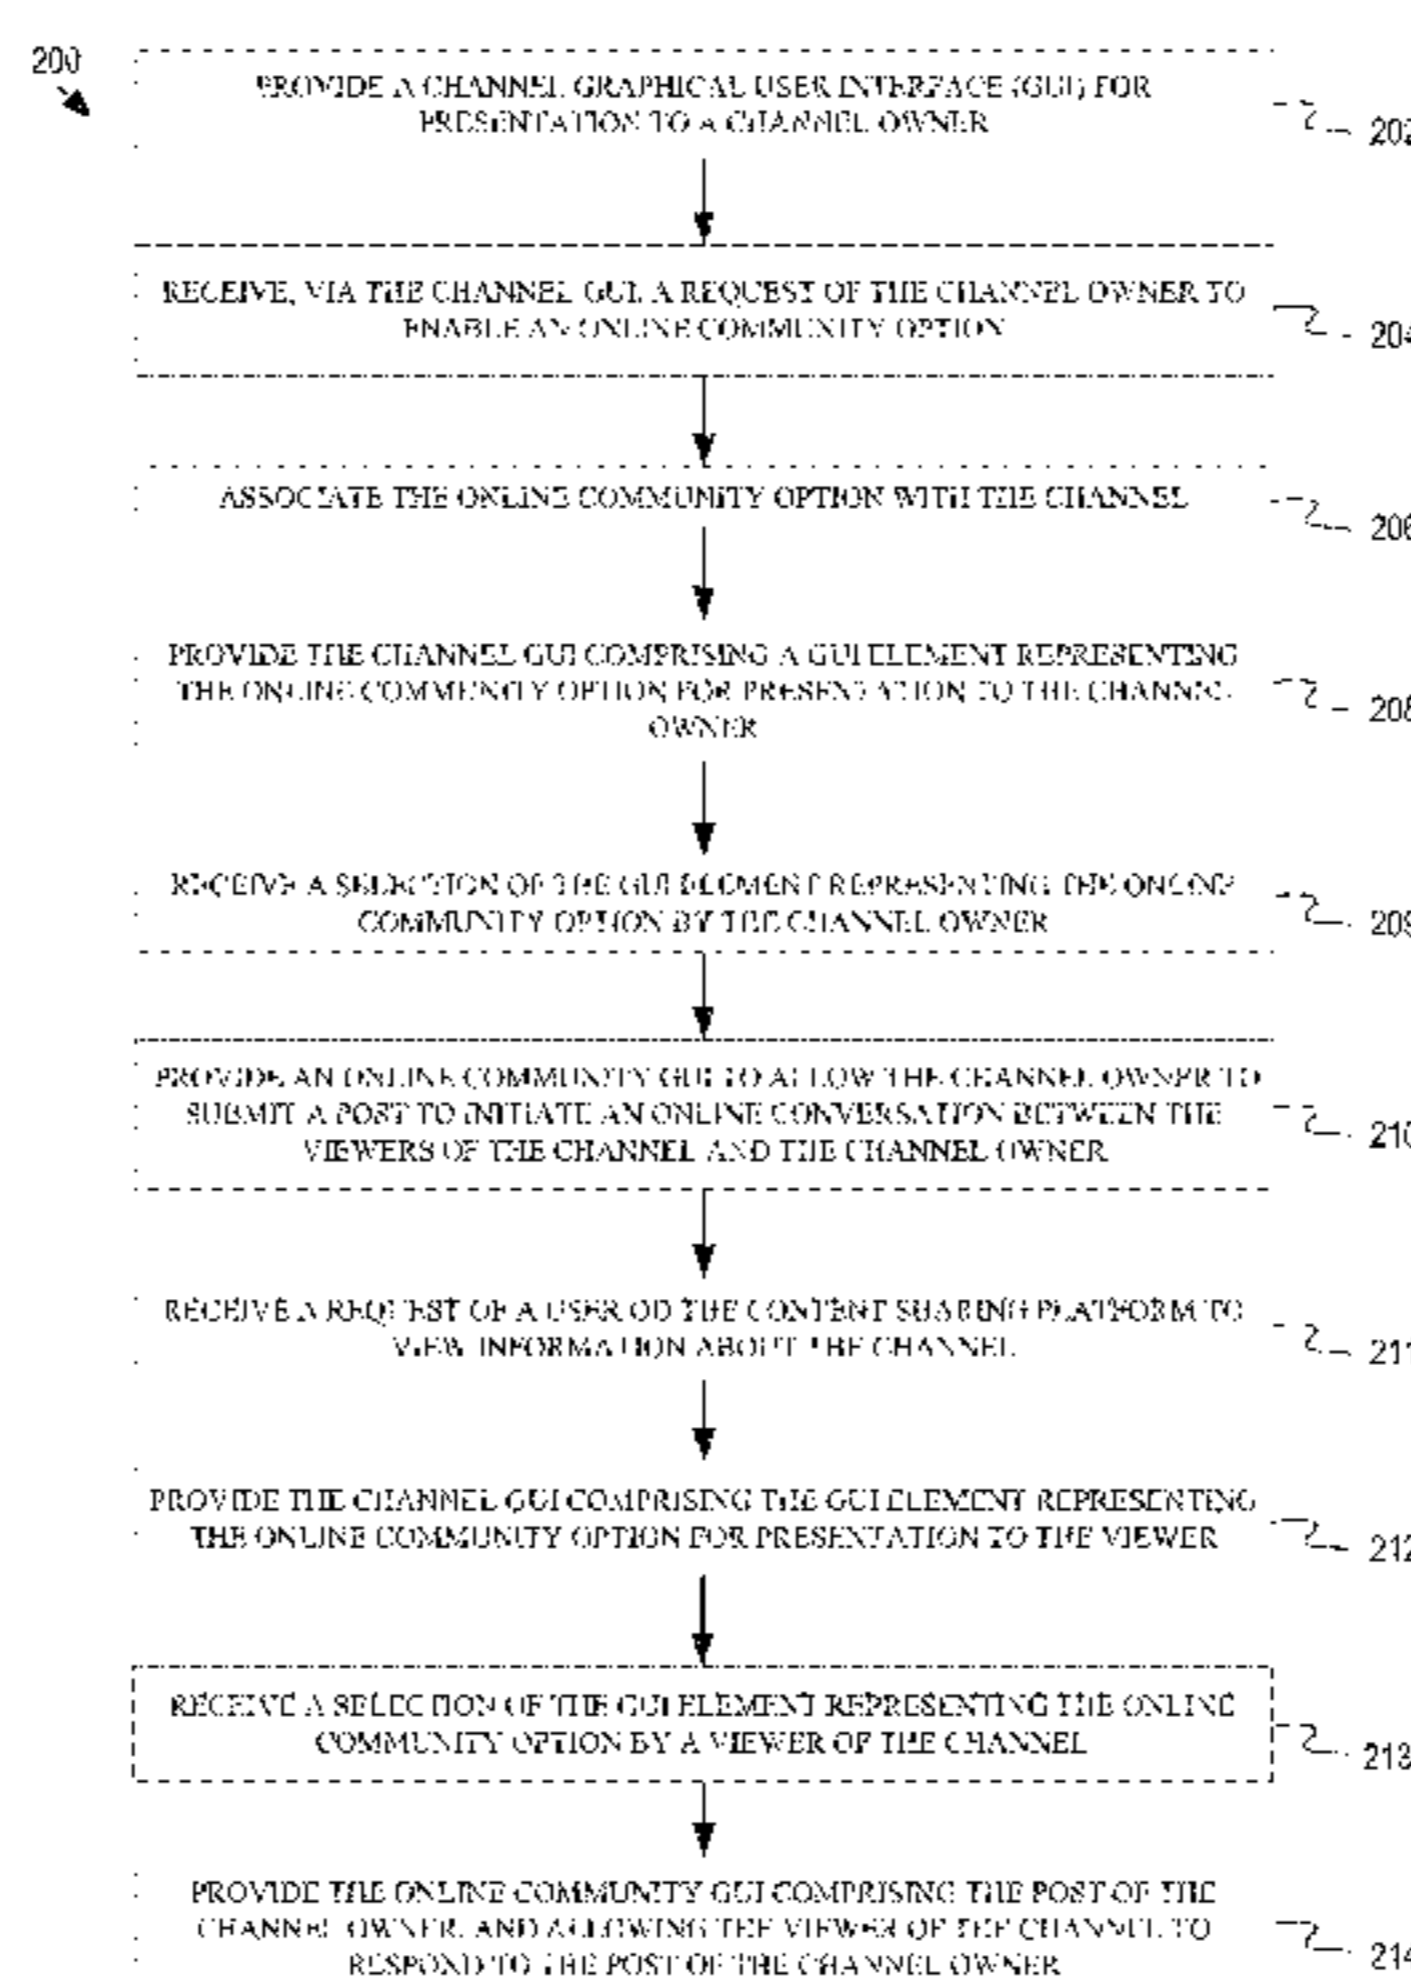 200
PROVIDE A CHANNEL GRAPHICAL USER INTERFACE (GUI) FOR
PRESENTATION TO A CHANNEL OWNER
202
RECEIVE, VIA THE CHANNEL GUI, A REQUEST OF THE CHANNEL OWNER TO
ENABLE AN ONLINE COMMUNITY OPTION
204
ASSOCIATE THE ONLINE COMMUNITY OPTION WITH THE CHANNEL
206
PROVIDE THE CHANNEL GUI COMPRISING A GUI ELEMENT REPRESENTING
THE ONLINE COMMUNITY OPTION FOR PRESENTATION TO THE CHANNEL
OWNER
208
RECEIVE A SELECTION OF THE GUI ELEMENT REPRESENTING THE ONLINE
COMMUNITY OPTION BY THE CHANNEL OWNER
209
PROVIDE AN ONLINE COMMUNITY GUI TO ALLOW THE CHANNEL OWNER TO
SUBMIT A POST TO INITIATE AN ONLINE CONVERSATION BETWEEN THE
VIEWERS OF THE CHANNEL AND THE CHANNEL OWNER
210
RECEIVE A REQUEST OF A USER OD THE CONTENT SHARING PLATFORM TO
VIEW INFORMATION ABOUT THE CHANNEL
211
PROVIDE THE CHANNEL GUI COMPRISING THE GUI ELEMENT REPRESENTING
THE ONLINE COMMUNITY OPTION FOR PRESENTATION TO THE VIEWER
212
RECEIVE A SELECTION OF THE GUI ELEMENT REPRESENTING THE ONLINE
COMMUNITY OPTION BY A VIEWER OF THE CHANNEL
213
PROVIDE THE ONLINE COMMUNITY GUI COMPRISING THE POST OF THE
CHANNEL OWNER, AND ALLOWING THE VIEWER OF THE CHANNEL TO
RESPOND TO THE POST OF THE CHANNEL OWNER
214